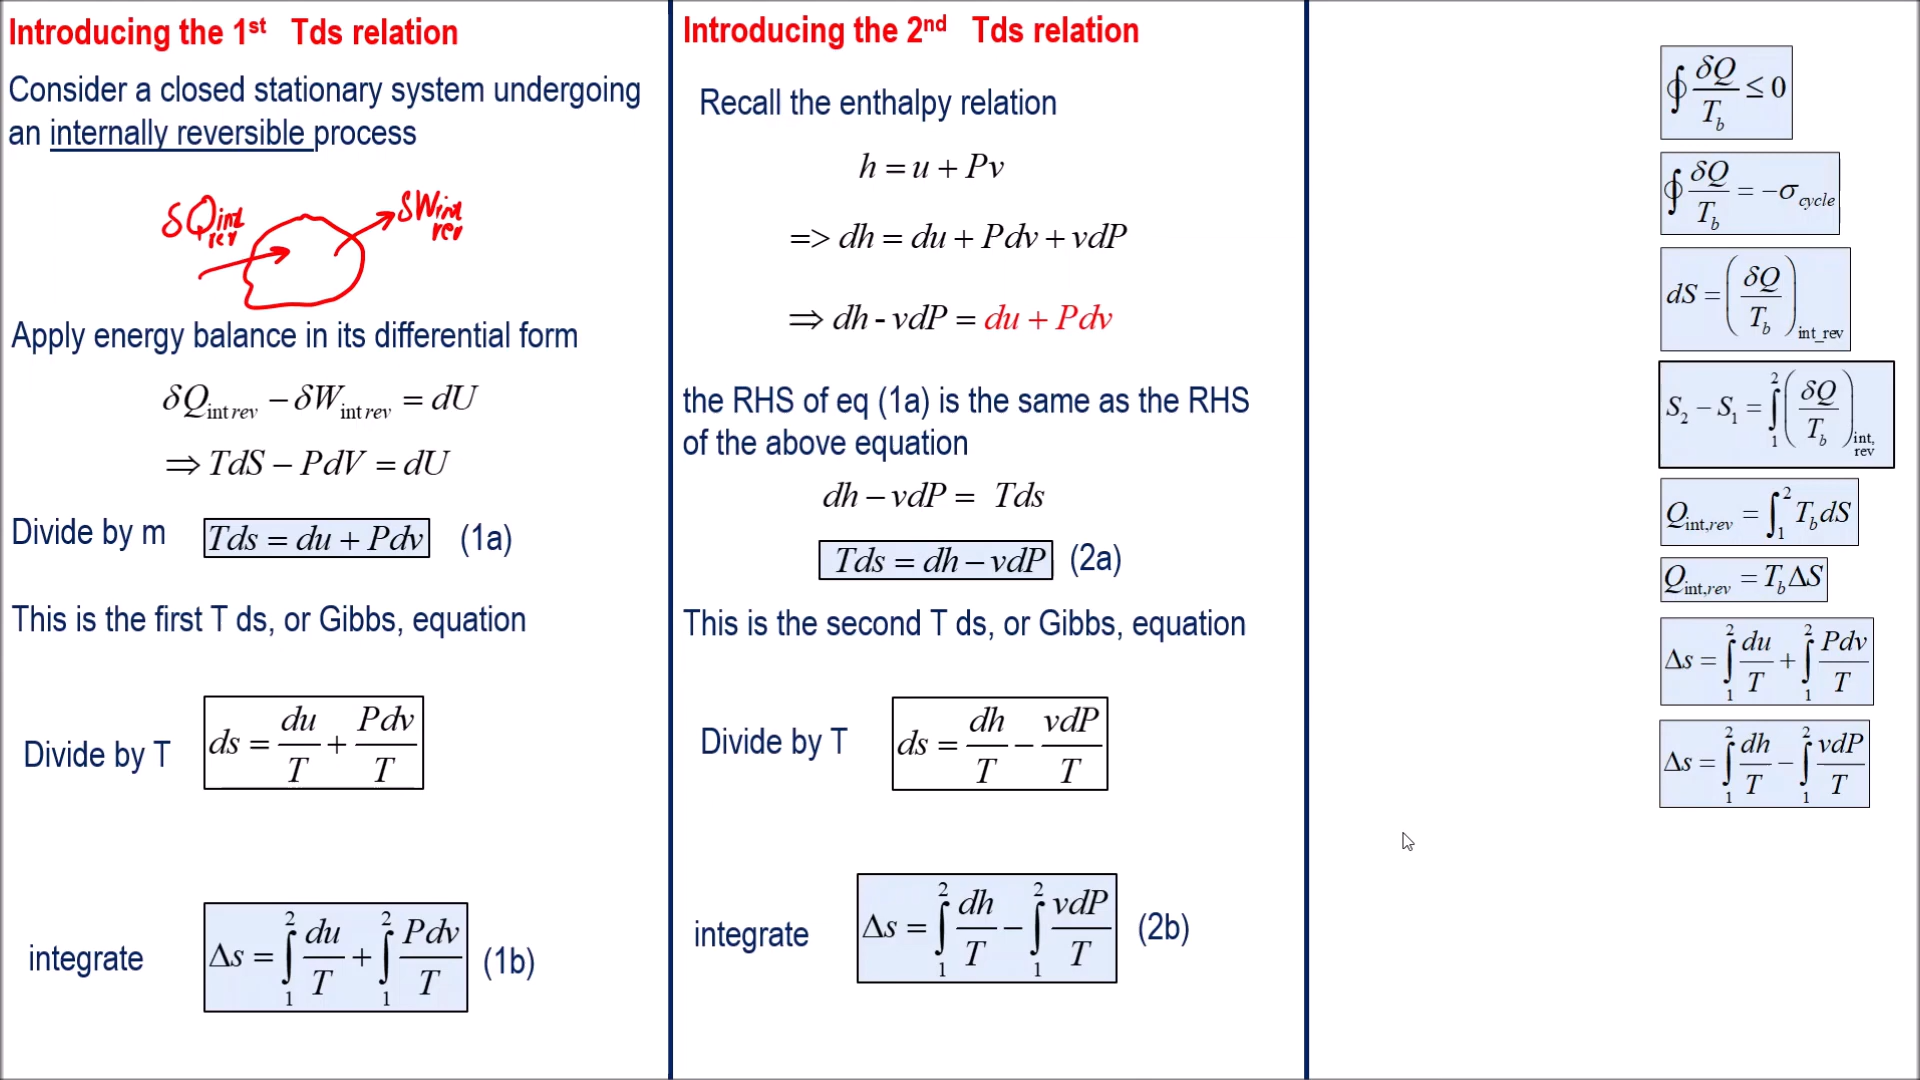 Introducing the 1st Tds relation
Consider a closed stationary system undergoing
an internally reversible process
δQint rev
δWint rev
Apply energy balance in its differential form
δQint rev − δWint rev = dU
⇒ TdS − PdV = dU
Divide by m Tds = du + Pdv (1a)
This is the first T ds, or Gibbs, equation
Divide by T ds = du/T + Pdv/T
integrate Δs = ∫₁² du/T + ∫₁² Pdv/T (1b)
Introducing the 2nd Tds relation
Recall the enthalpy relation
h = u + Pv
=> dh = du + Pdv + vdP
⇒ dh - vdP = du + Pdv
the RHS of eq (1a) is the same as the RHS
of the above equation
dh − vdP = Tds
Tds = dh − vdP (2a)
This is the second T ds, or Gibbs, equation
Divide by T ds = dh/T − vdP/T
integrate Δs = ∫₁² dh/T − ∫₁² vdP/T (2b)
∮ δQ/Tb ≤ 0
∮ δQ/Tb = −σcycle
dS = (δQ/Tb)int_rev
S₂ − S₁ = ∫₁² (δQ/Tb)int, rev
Qint,rev = ∫₁² TbdS
Qint,rev = TbΔS
Δs = ∫₁² du/T + ∫₁² Pdv/T
Δs = ∫₁² dh/T − ∫₁² vdP/T